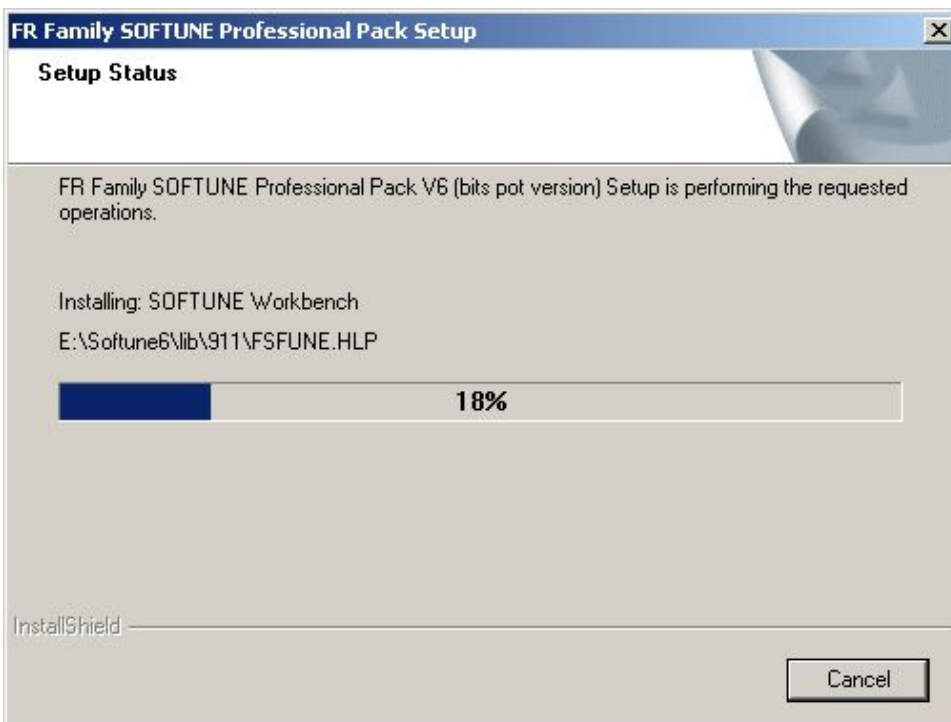 FR Family SOFTUNE Professional Pack Setup
Setup Status
FR Family SOFTUNE Professional Pack V6 (bits pot version) Setup is performing the requested
operations.
Installing: SOFTUNE Workbench
E:\Softune6\lib\911\FSFUNE.HLP
18%
InstallShield
Cancel